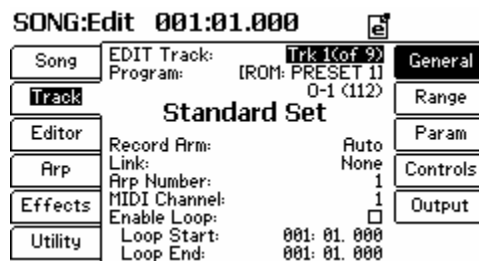 SONG:Edit 001:01.000 e
Song
Track
Editor
Arp
Effects
Utility
EDIT Track: Trk 1(of 9)
Program: [ROM: PRESET 1]
0-1 (112)
Standard Set
Record Arm: Auto
Link: None
Arp Number: 1
MIDI Channel: 1
Enable Loop:
Loop Start: 001: 01. 000
Loop End: 001: 01. 000
General
Range
Param
Controls
Output